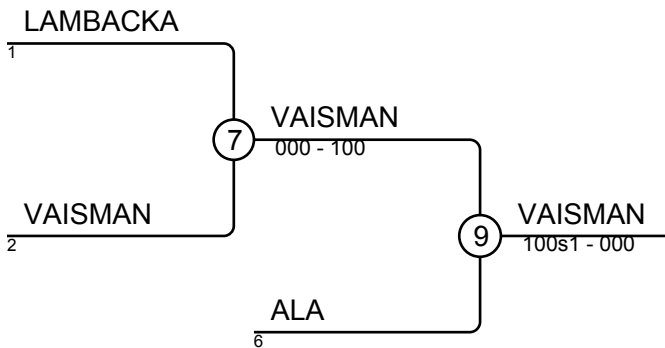 LAMBACKA
1
7
VAISMAN
000 - 100
VAISMAN
2
9
VAISMAN
100s1 - 000
ALA
6